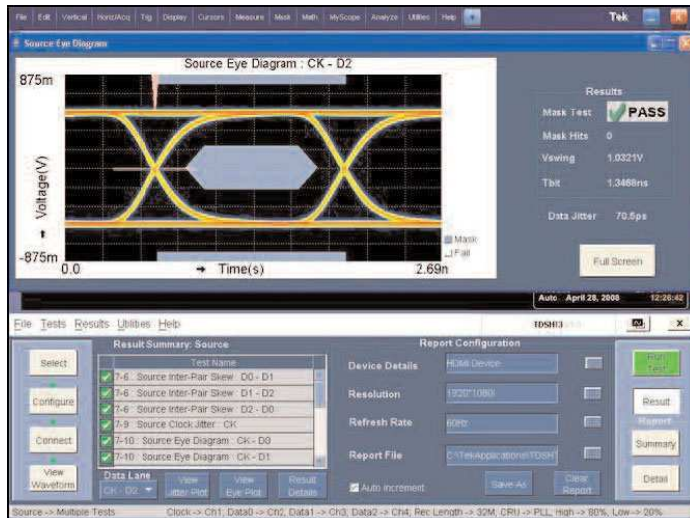 File Edit Vertical Horiz/Acq Trig Display Cursors Measure Mask Math MyScope Analyze Utilities Help Tek
Source Eye Diagram
Source Eye Diagram : CK - D2
875m
Voltage(V)
-875m
0.0
Time(s)
2.69n
Mask
Fail
Results
Mask Test PASS
Mask Hits 0
Vswing 1.0321V
Tbit 1.3468ns
Data Jitter 70.5ps
Full Screen
Auto April 28, 2008 12:26:42
File Tests Results Utilities Help TDSHT3 X
Select
Configure
Connect
View Waveform
Result Summary: Source
Test Name
7-6 : Source Inter-Pair Skew : D0 - D1
7-6 : Source Inter-Pair Skew : D1 - D2
7-6 : Source Inter-Pair Skew : D2 - D0
7-9 : Source Clock Jitter : CK
7-10 : Source Eye Diagram : CK - D0
7-10 : Source Eye Diagram : CK - D1
Data Lane
CK - D2
View Jitter Plot
View Eye Plot
Result Details
Report Configuration
Device Details HDMI Device
Resolution 1920*1080i
Refresh Rate 60Hz
Report File C:\TekApplications\TDSHT
Auto Increment
Save As
Clear Report
Run Test
Result
Report
Summary
Detail
Source -> Multiple Tests Clock -> Ch1, Data0 -> Ch2, Data1 -> Ch3, Data2 -> Ch4, Rec Length -> 32M, CRU -> PLL, High -> 80%, Low -> 20%